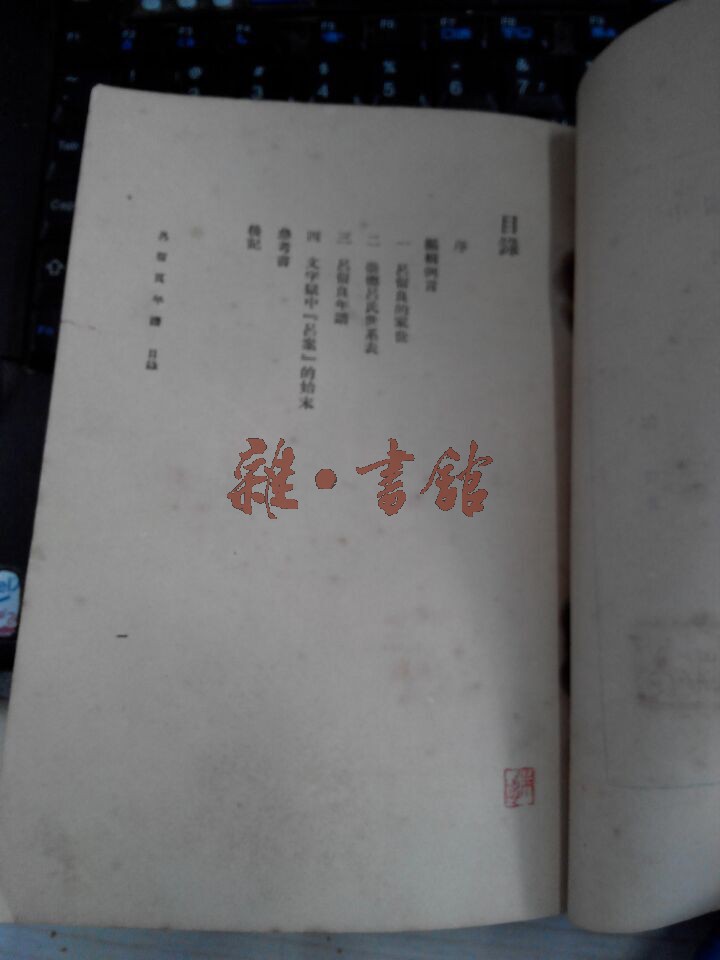 目錄
序
編輯例言
一 呂留良的家世
二 崇德呂氏世系表
三 呂留良年譜
四 文字獄中『呂案』的始末
參考書
後記
呂留良年譜 目錄
一
雜·書館